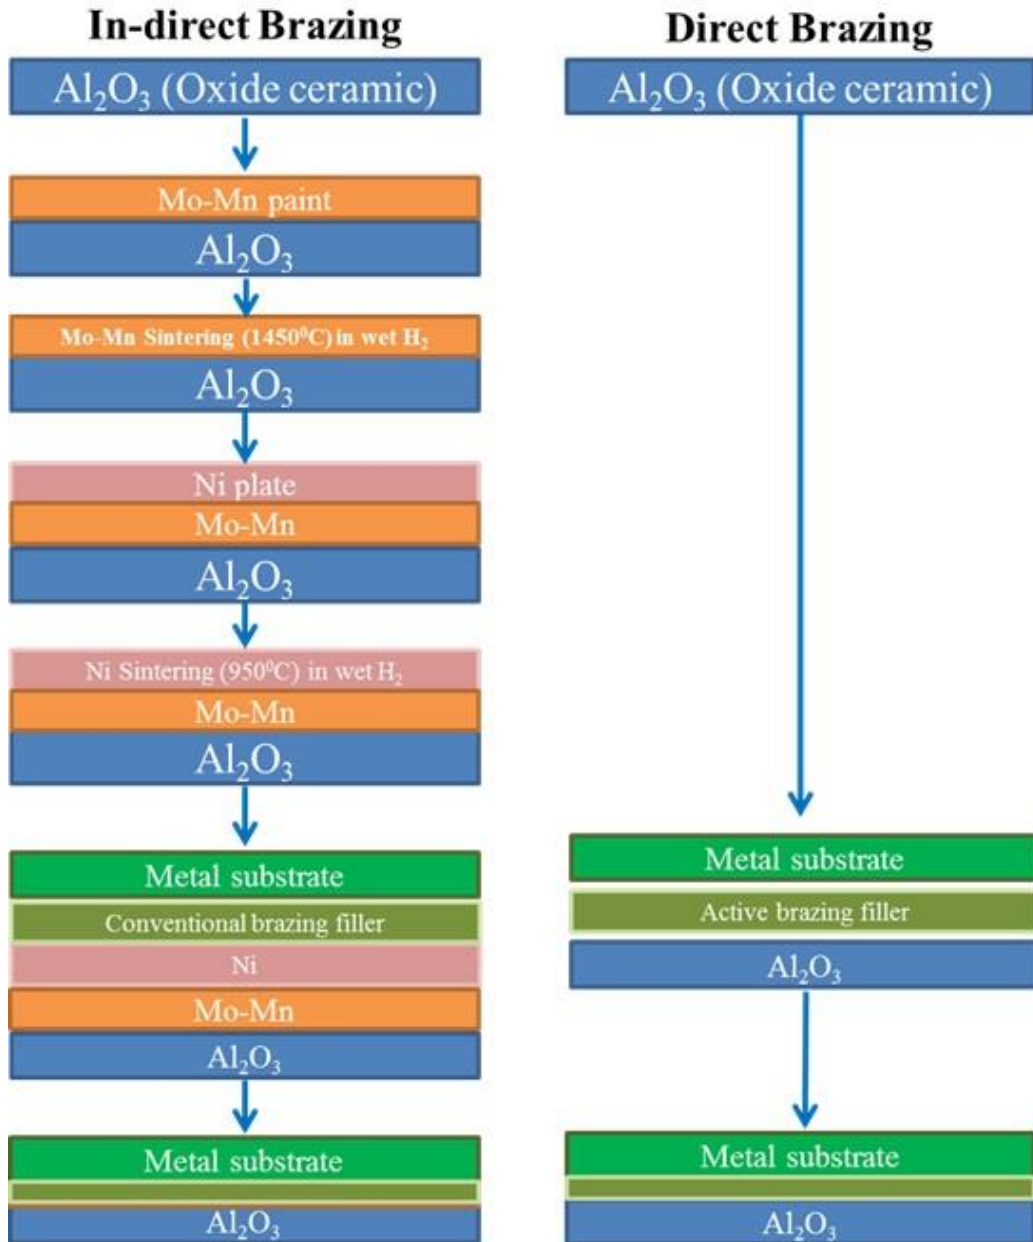 In-direct Brazing
Al₂O₃ (Oxide ceramic)
Mo-Mn paint
Al₂O₃
Mo-Mn Sintering (1450⁰C) in wet H₂
Al₂O₃
Ni plate
Mo-Mn
Al₂O₃
Ni Sintering (950⁰C) in wet H₂
Mo-Mn
Al₂O₃
Metal substrate
Conventional brazing filler
Ni
Mo-Mn
Al₂O₃
Metal substrate
Al₂O₃
Direct Brazing
Al₂O₃ (Oxide ceramic)
Metal substrate
Active brazing filler
Al₂O₃
Metal substrate
Al₂O₃